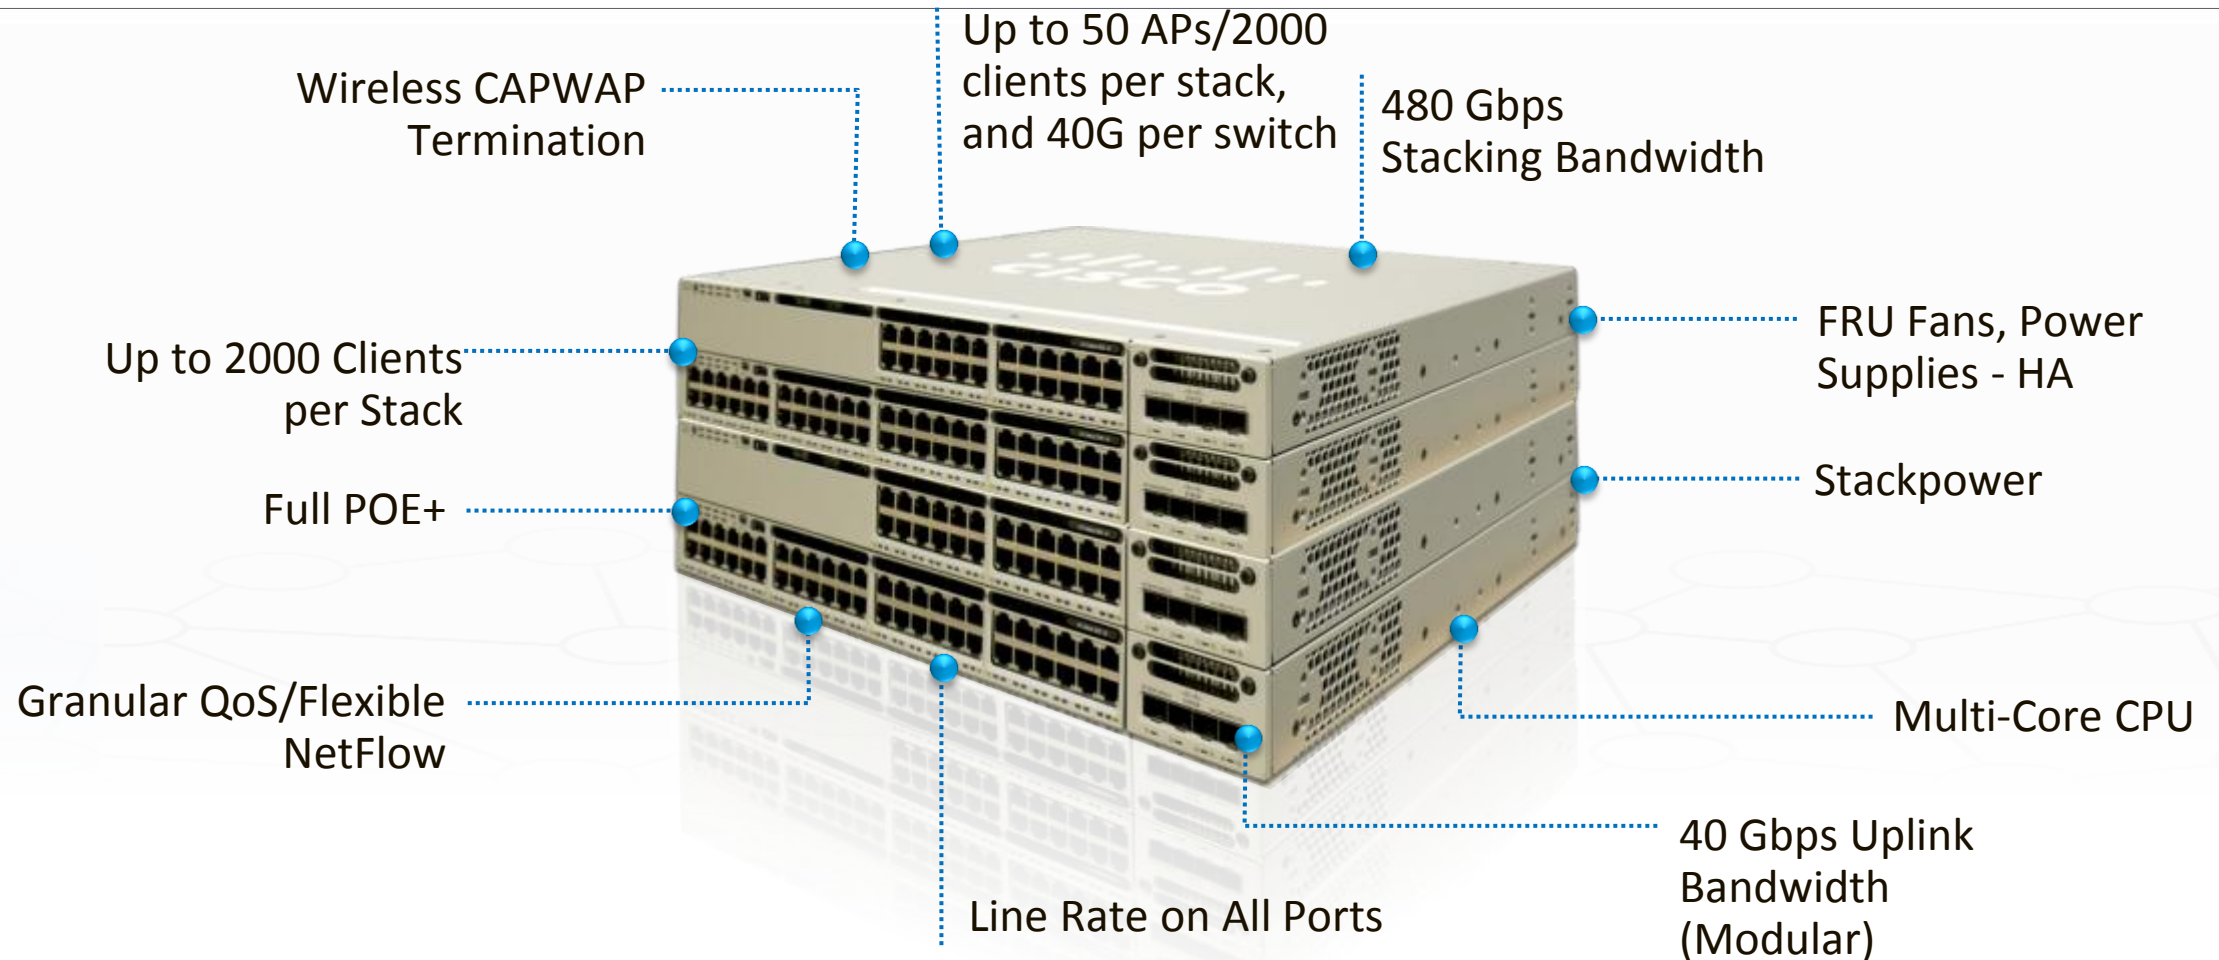 Up to 50 APs/2000
clients per stack,
and 40G per switch
Wireless CAPWAP
Termination
480 Gbps
Stacking Bandwidth
CISCO
FRU Fans, Power
Supplies - HA
Up to 2000 Clients
per Stack
Stackpower
Full POE+
Granular QoS/Flexible
NetFlow
Multi-Core CPU
40 Gbps Uplink
Bandwidth
(Modular)
Line Rate on All Ports